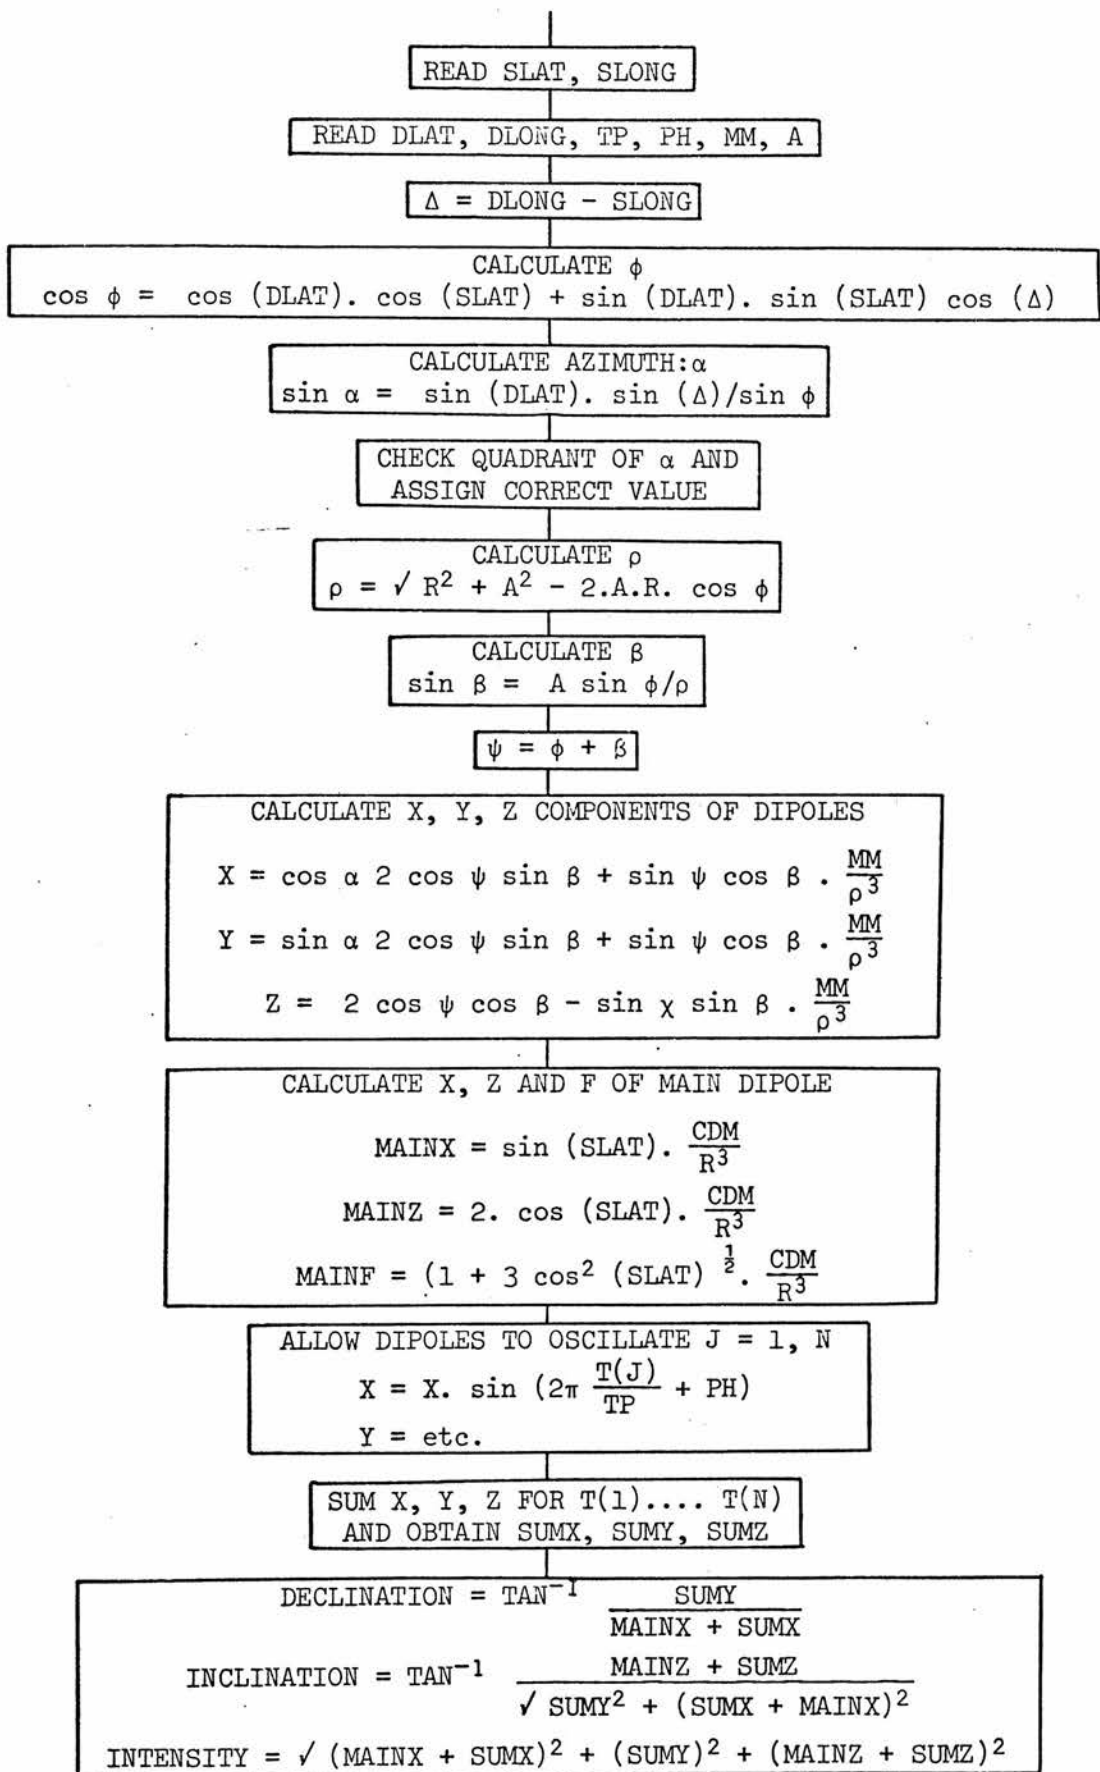 READ SLAT, SLONG
READ DLAT, DLONG, TP, PH, MM, A
Δ = DLONG - SLONG
CALCULATE φ
cos φ = cos (DLAT). cos (SLAT) + sin (DLAT). sin (SLAT) cos (Δ)
CALCULATE AZIMUTH:α
sin α = sin (DLAT). sin (Δ)/sin φ
CHECK QUADRANT OF α AND
ASSIGN CORRECT VALUE
CALCULATE ρ
ρ = √ R² + A² - 2.A.R. cos φ
CALCULATE β
sin β = A sin φ/ρ
ψ = φ + β
CALCULATE X, Y, Z COMPONENTS OF DIPOLES
X = cos α 2 cos ψ sin β + sin ψ cos β . MM/ρ³
Y = sin α 2 cos ψ sin β + sin ψ cos β . MM/ρ³
Z = 2 cos ψ cos β - sin χ sin β . MM/ρ³
CALCULATE X, Z AND F OF MAIN DIPOLE
MAINX = sin (SLAT). CDM/R³
MAINZ = 2. cos (SLAT). CDM/R³
MAINF = (1 + 3 cos² (SLAT) ^½. CDM/R³
ALLOW DIPOLES TO OSCILLATE J = 1, N
X = X. sin (2π T(J)/TP + PH)
Y = etc.
SUM X, Y, Z FOR T(1).... T(N)
AND OBTAIN SUMX, SUMY, SUMZ
DECLINATION = TAN⁻¹ SUMY
MAINX + SUMX
INCLINATION = TAN⁻¹ MAINZ + SUMZ
√ SUMY² + (SUMX + MAINX)²
INTENSITY = √ (MAINX + SUMX)² + (SUMY)² + (MAINZ + SUMZ)²